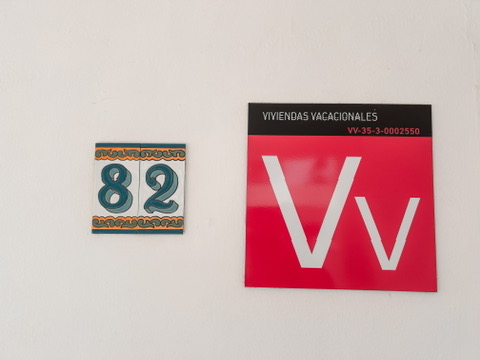 82
VIVIENDAS VACACIONALES
VV-35-3-0002550
Vv